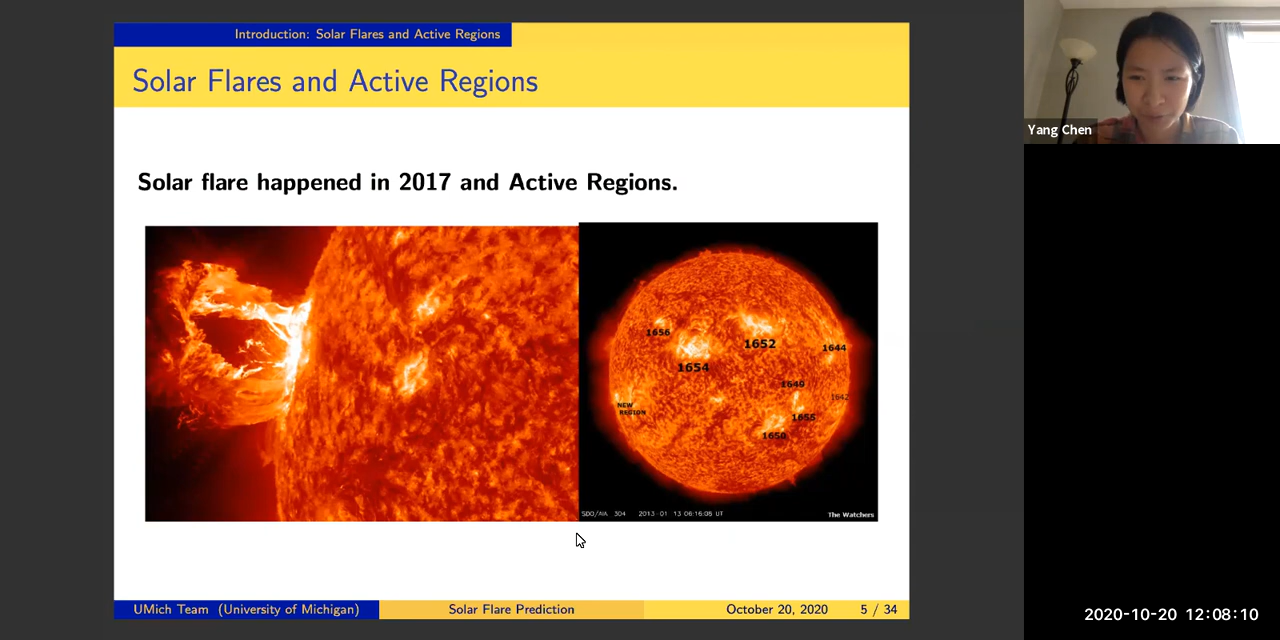 Introduction: Solar Flares and Active Regions
Solar Flares and Active Regions
Yang Chen
Solar flare happened in 2017 and Active Regions.
1656
1652
1654
1644
1649
1642
NEW
REGION
1655
1650
SDO/AIA 304 2013-01-13 06:16:08 UT
The Watchers
UMich Team (University of Michigan)
Solar Flare Prediction
October 20, 2020
5 / 34
2020-10-20 12:08:10